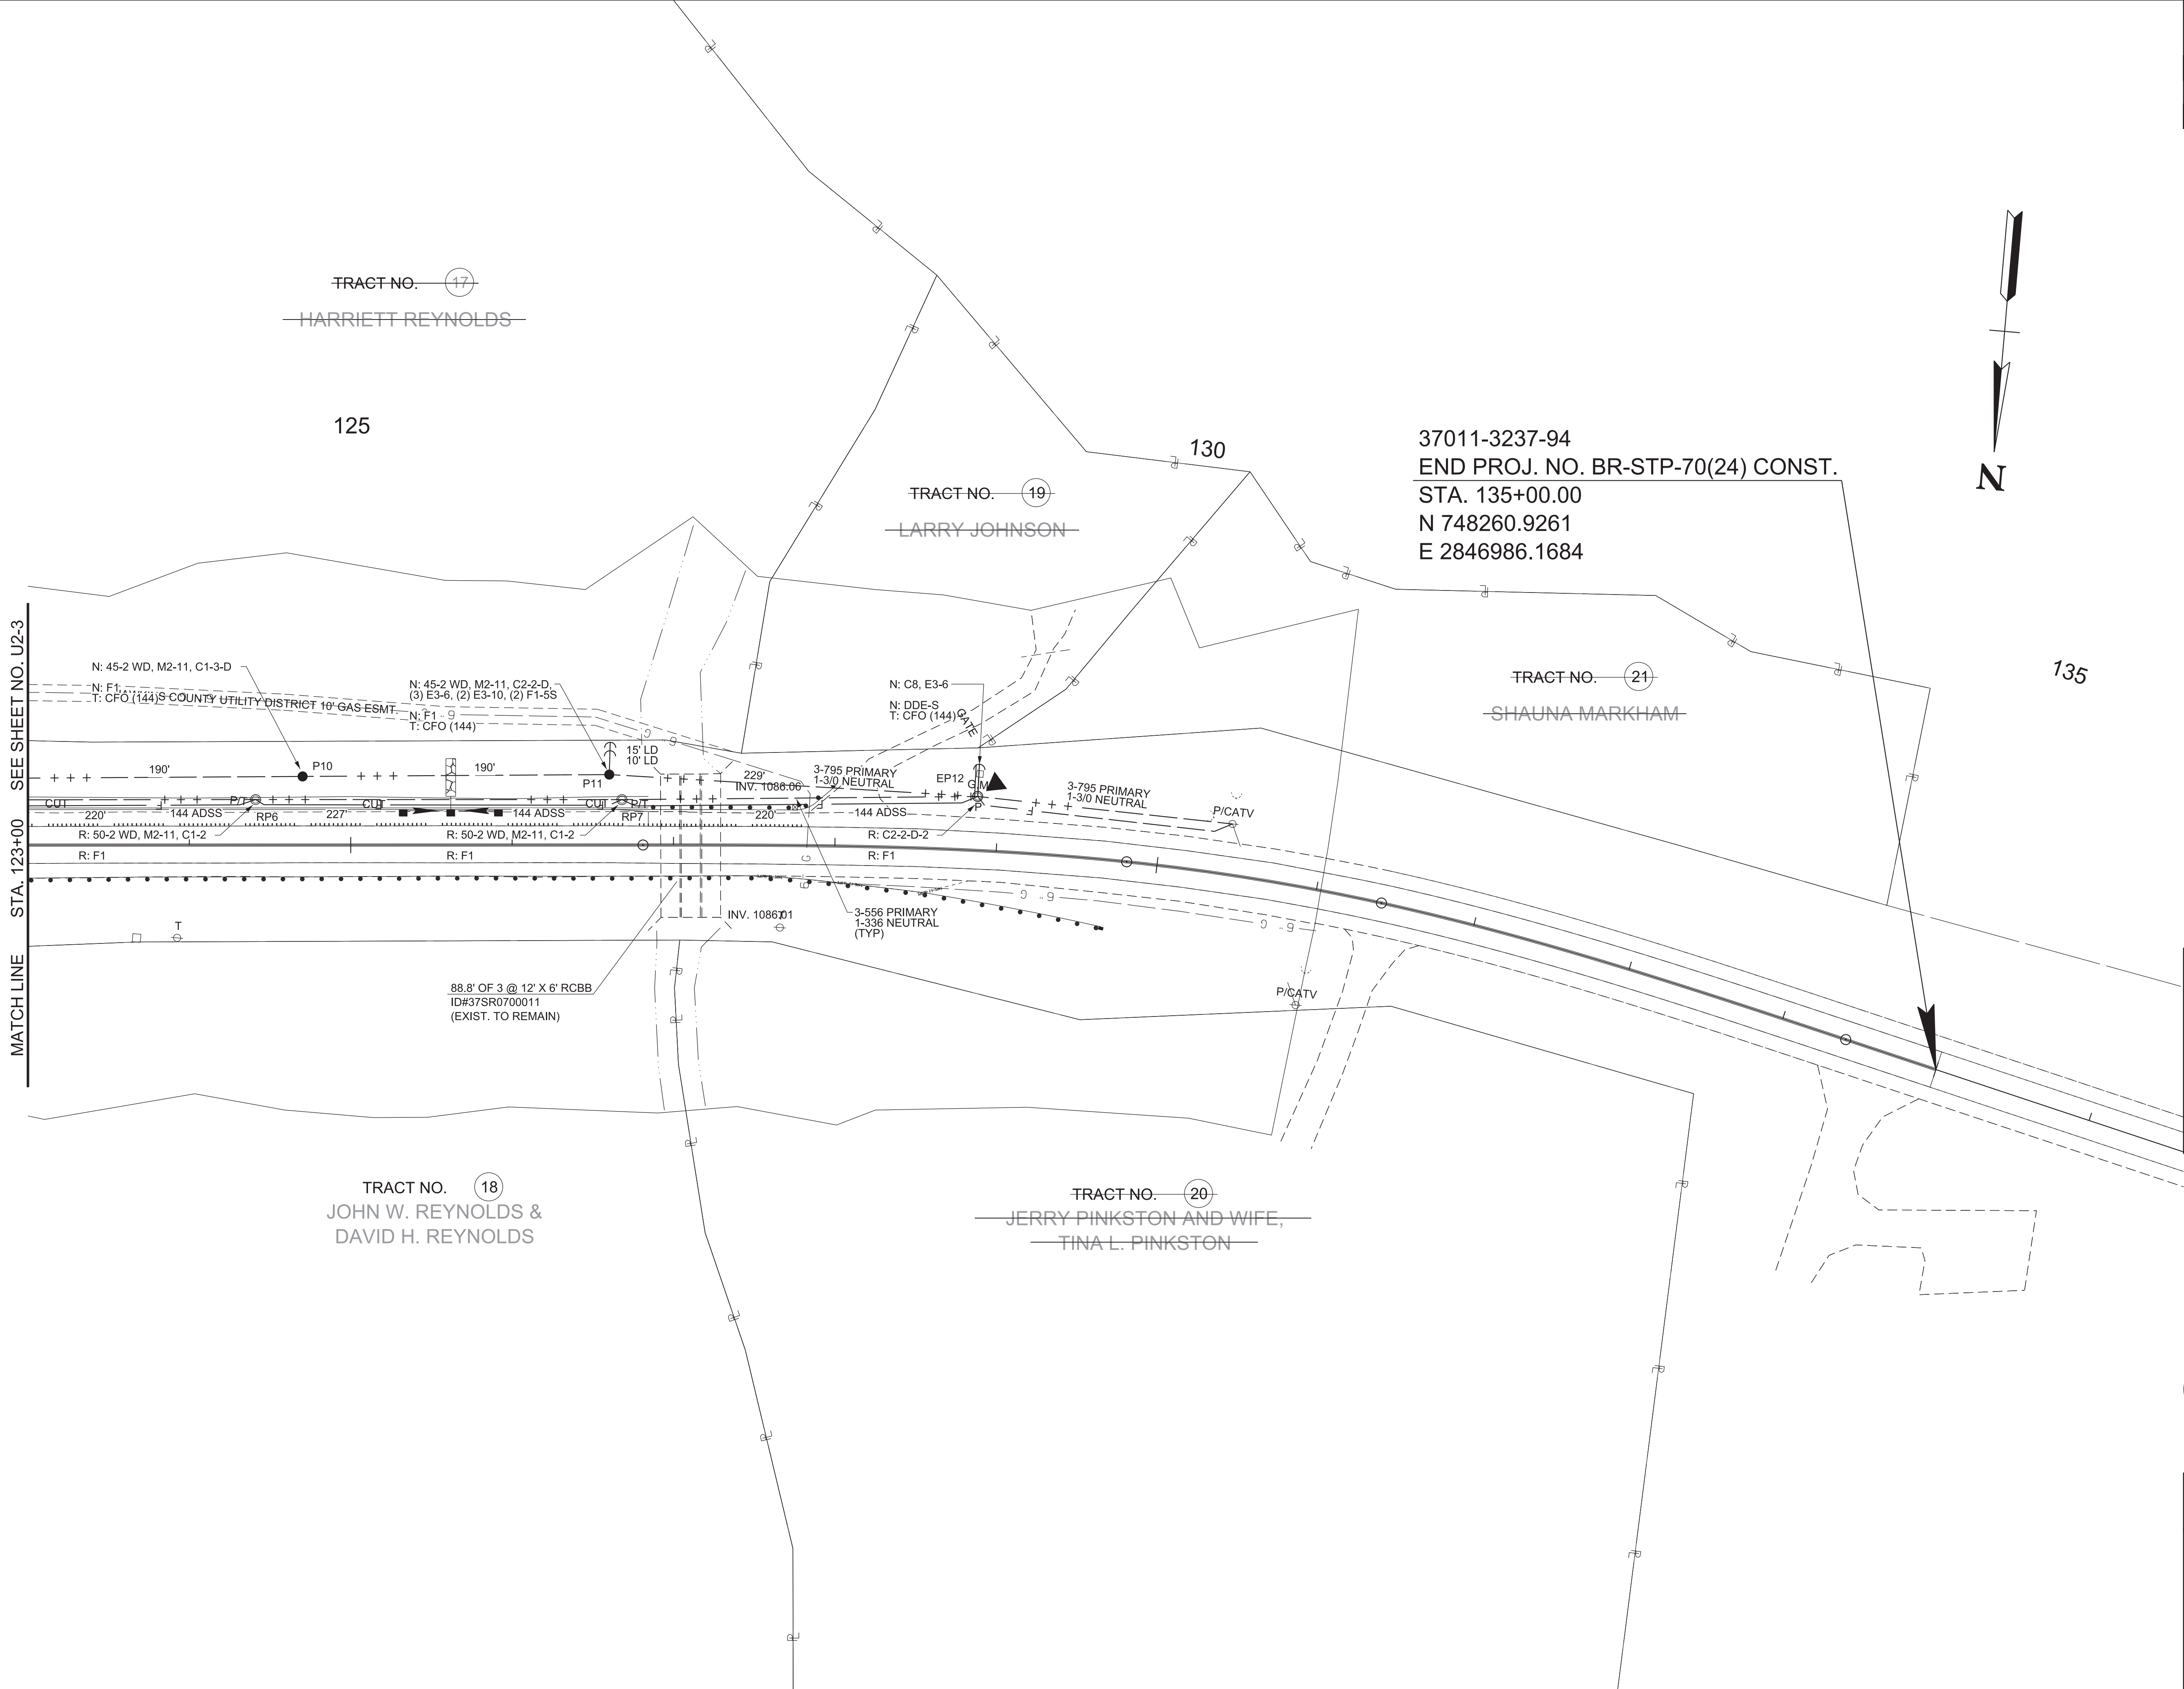 TRACT NO. 17
HARRIETT REYNOLDS
125
TRACT NO. 19
LARRY JOHNSON
130
37011-3237-94
END PROJ. NO. BR-STP-70(24) CONST.
STA. 135+00.00
N 748260.9261
E 2846986.1684
N
TRACT NO. 21
SHAUNA MARKHAM
135
MATCH LINE STA. 123+00 SEE SHEET NO. U2-3
N: 45-2 WD, M2-11, C1-3-D
N: F1
T: CFO (144)
S COUNTY UTILITY DISTRICT 10' GAS ESMT.
N: 45-2 WD, M2-11, C2-2-D,
(3) E3-6, (2) E3-10, (2) F1-5S
N: F1
T: CFO (144)
6" G
N: C8, E3-6
N: DDE-S
T: CFO (144)
GATE
190'
P10
190'
P11
15' LD
10' LD
229'
INV. 1086.06
3-795 PRIMARY
1-3/0 NEUTRAL
EP12
G.M
P
3-795 PRIMARY
1-3/0 NEUTRAL
P/CATV
CUT
P/T
CUT
CUT
P/T
220'
144 ADSS
RP6
227'
144 ADSS
RP7
220'
144 ADSS
R: 50-2 WD, M2-11, C1-2
R: 50-2 WD, M2-11, C1-2
R: C2-2-D-2
R: F1
R: F1
R: F1
T
INV. 1086.01
3-556 PRIMARY
1-336 NEUTRAL
(TYP)
6" G
6" G
P/CATV
88.8' OF 3 @ 12' X 6' RCBB
ID#37SR0700011
(EXIST. TO REMAIN)
TRACT NO. 18
JOHN W. REYNOLDS &
DAVID H. REYNOLDS
TRACT NO. 20
JERRY PINKSTON AND WIFE,
TINA L. PINKSTON